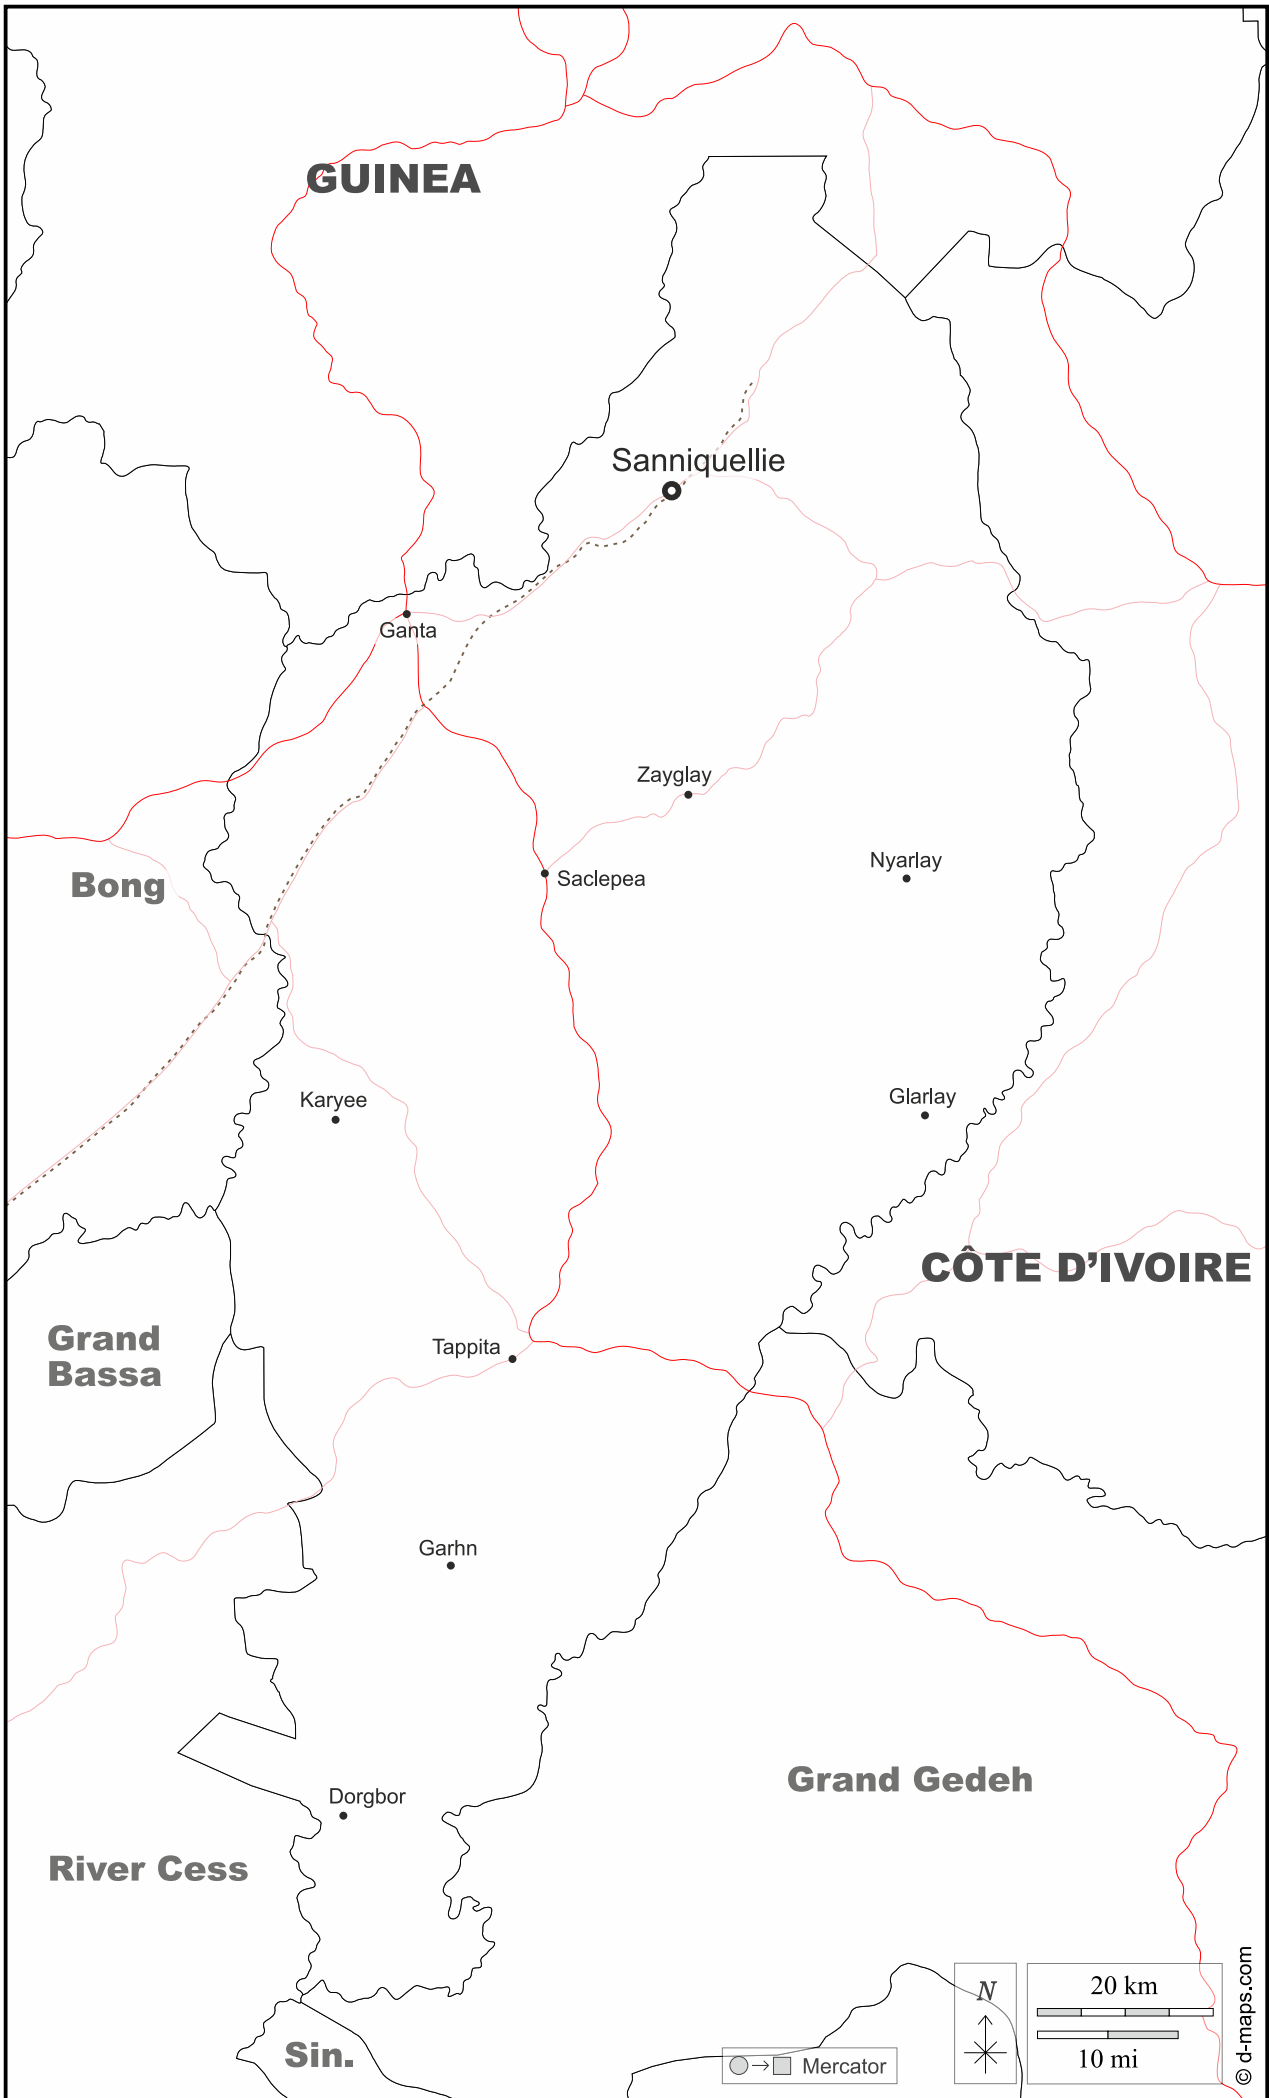 GUINEA
Sanniquellie
Ganta
Zayglay
Nyarlay
Saclepea
Bong
Karyee
Glarlay
CÔTE D’IVOIRE
Grand
Bassa
Tappita
Garhn
Grand Gedeh
Dorgbor
River Cess
Sin.
N
20 km
10 mi
Mercator
© d-maps.com